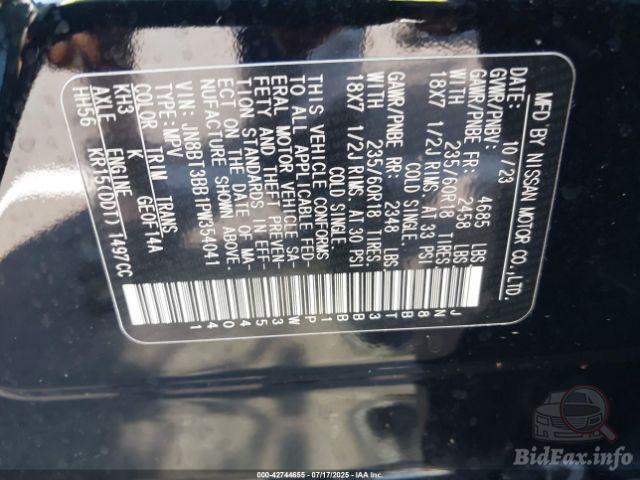 MFD BY NISSAN MOTOR CO.,LTD.
DATE: 10/23
GVWR/PNBV: 4685 LBS
GAWR/PNBE FR: 2458 LBS
WITH 235/60R18 TIRES,
18X7 1/2J RIMS AT 33 PSI
COLD SINGLE.
GAWR/PNBE RR: 2348 LBS
WITH 235/60R18 TIRES,
18X7 1/2J RIMS AT 30 PSI
COLD SINGLE.
THIS VEHICLE CONFORMS
TO ALL APPLICABLE FED-
ERAL MOTOR VEHICLE SA-
FETY AND THEFT PREVEN-
TION STANDARDS IN EFF-
ECT ON THE DATE OF MA-
NUFACTURE SHOWN ABOVE.
VIN: JN8BT3BB1PW354041
TYPE: MPV
COLOR TRIM TRANS
KH3 K GE0F14A
AXLE ENGINE
HH56 KR15(DDT) 1497CC
JN8BT3BB1PW354041
BidFax.info
000-42744655 - 07/17/2025 - IAA Inc.